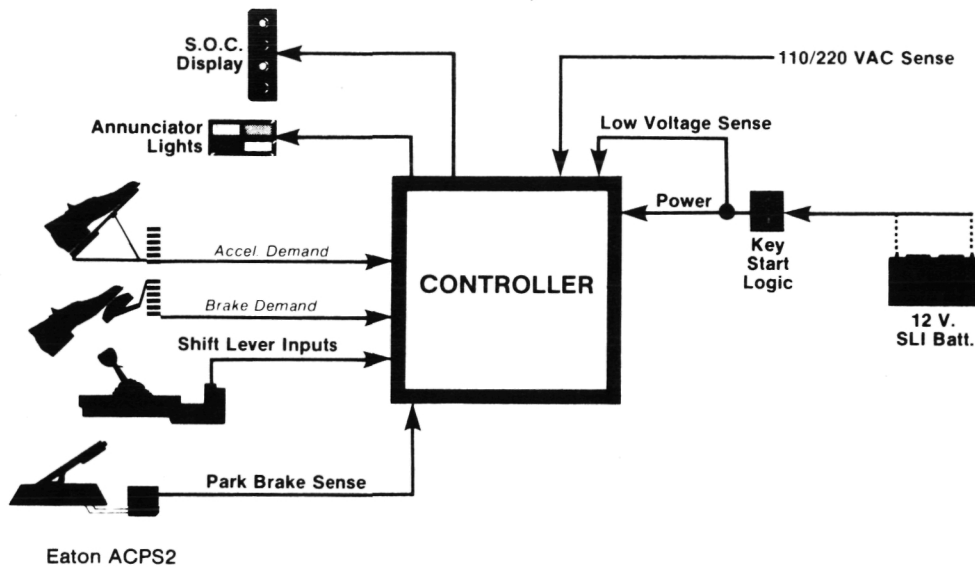 S.O.C.
Display
110/220 VAC Sense
Annunciator
Lights
Low Voltage Sense
Power
Key
Start
Logic
Accel. Demand
CONTROLLER
Brake Demand
12 V.
SLI Batt.
Shift Lever Inputs
Park Brake Sense
Eaton ACPS2